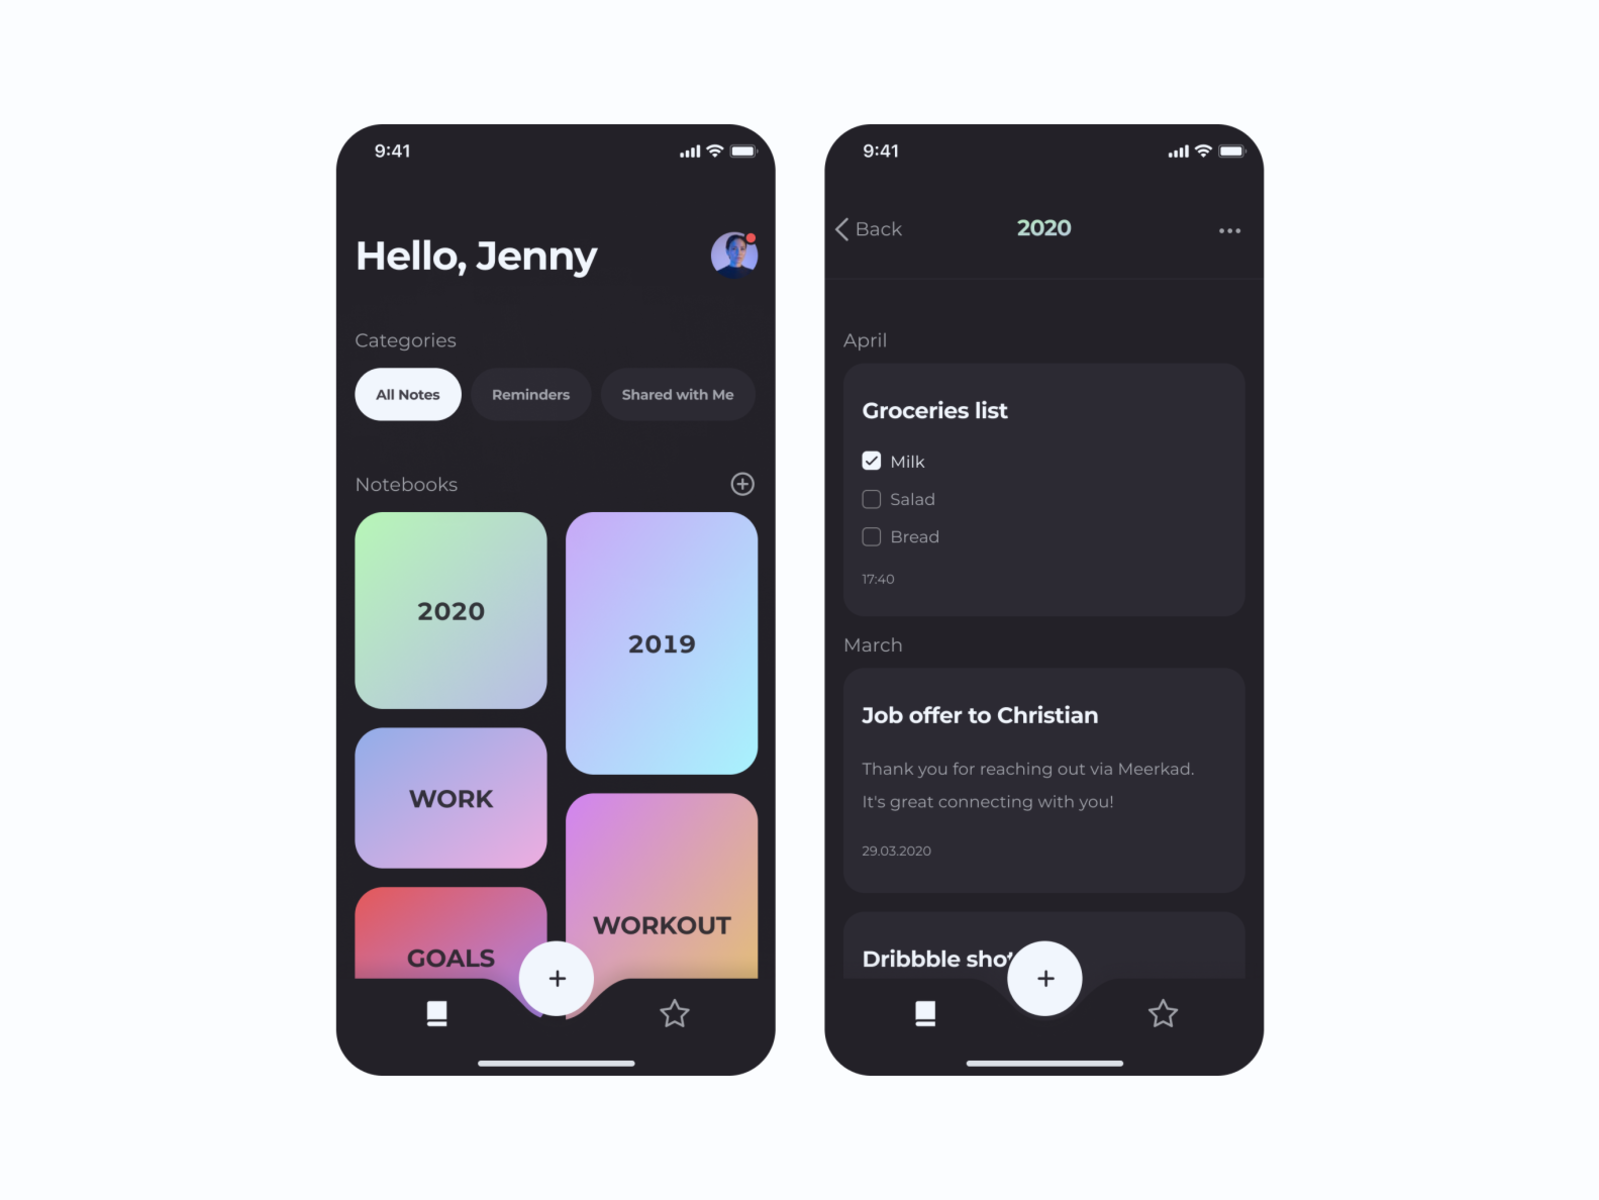 9:41
Hello, Jenny
Categories
All Notes
Reminders
Shared with Me
Notebooks
2020
2019
WORK
WORKOUT
GOALS
9:41
Back
2020
April
Groceries list
Milk
Salad
Bread
17:40
March
Job offer to Christian
Thank you for reaching out via Meerkad.
It's great connecting with you!
29.03.2020
Dribbble shot